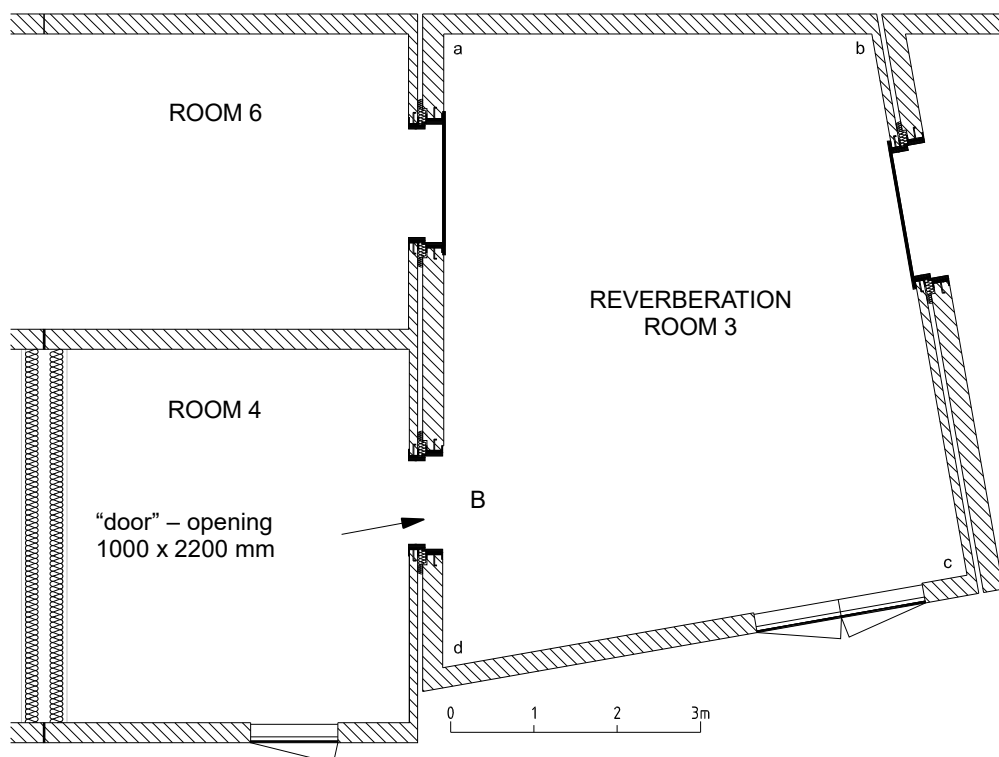 a
b
ROOM 6
REVERBERATION
ROOM 3
ROOM 4
B
“door” – opening
1000 x 2200 mm
c
d
0 1 2 3m